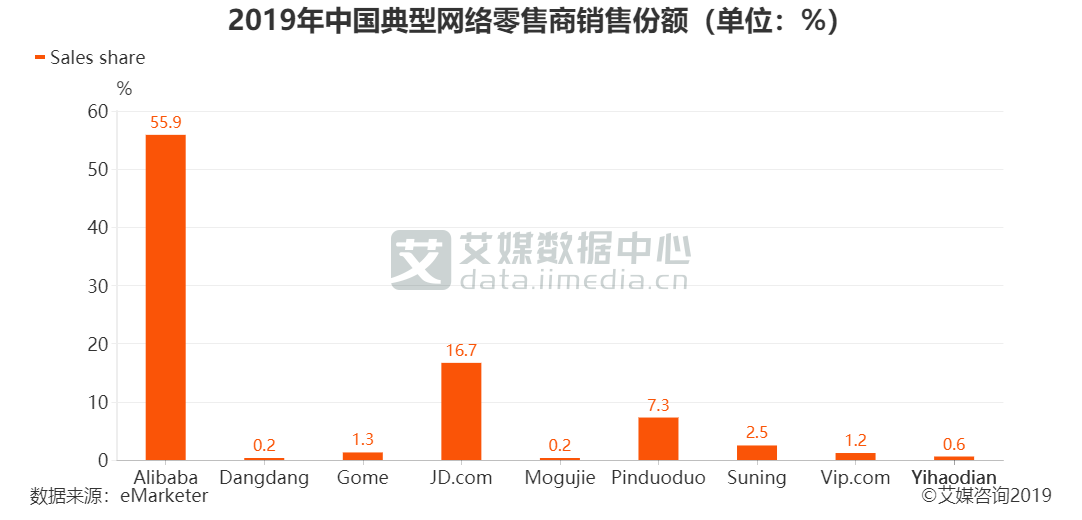 2019年中国典型网络零售商销售份额（单位：%）
Sales share
%
60
55.9
50
40
艾 艾媒数据中心
data.iimedia.cn
30
20
16.7
10
7.3
0.2
1.3
0.2
2.5
1.2
0.6
0
Alibaba Dangdang Gome JD.com Mogujie Pinduoduo Suning Vip.com Yihaodian
数据来源：eMarketer
©艾媒咨询2019